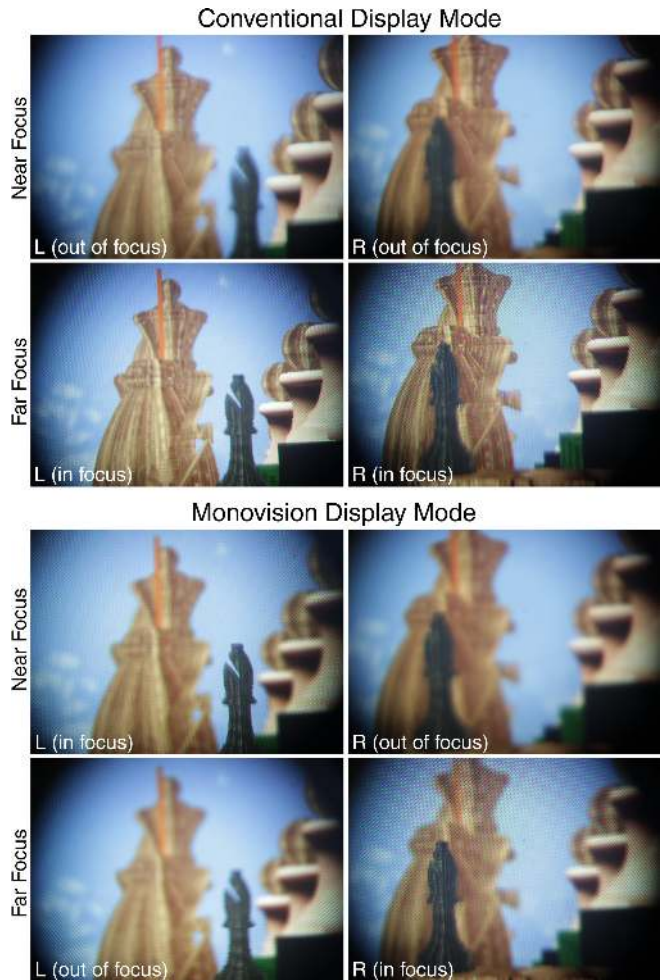 Conventional Display Mode
Near Focus
L (out of focus)
R (out of focus)
Far Focus
L (in focus)
R (in focus)
Monovision Display Mode
Near Focus
L (in focus)
R (out of focus)
Far Focus
L (out of focus)
R (in focus)